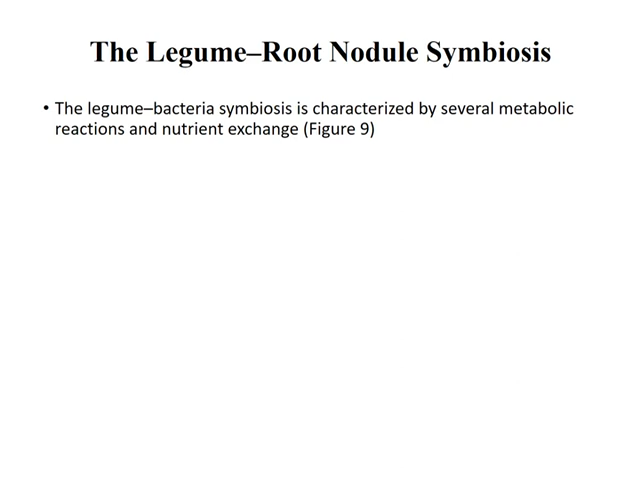 The Legume–Root Nodule Symbiosis
• The legume–bacteria symbiosis is characterized by several metabolic
reactions and nutrient exchange (Figure 9)